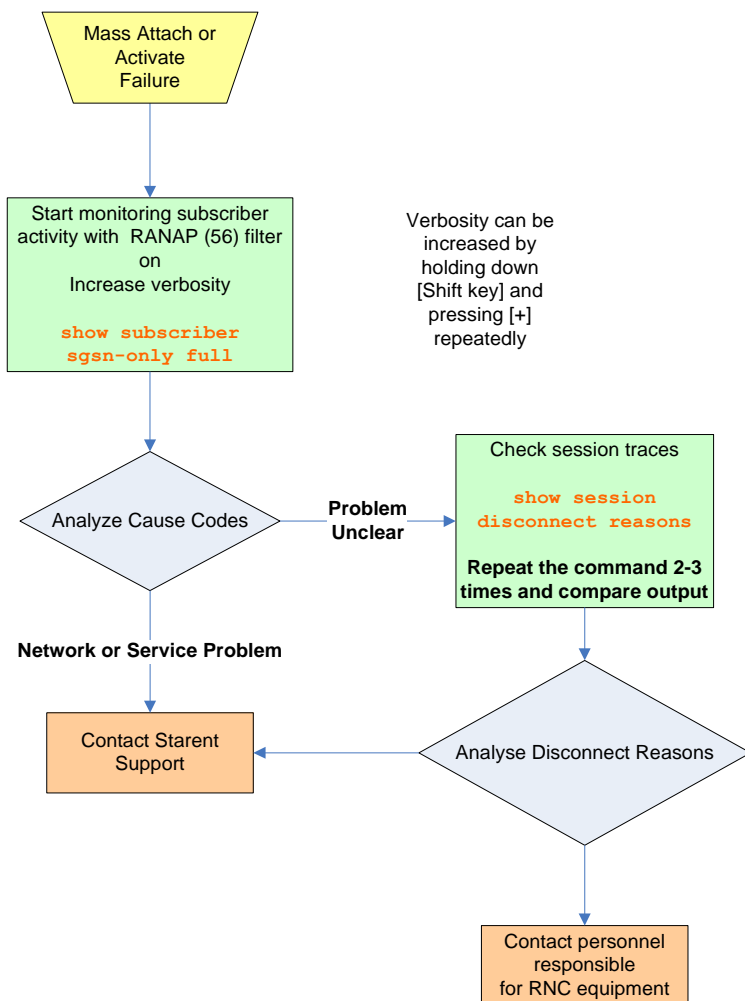 Mass Attach or
Activate
Failure
Start monitoring subscriber
activity with RANAP (56) filter
on
Increase verbosity
show subscriber
sgsn-only full
Verbosity can be
increased by
holding down
[Shift key] and
pressing [+]
repeatedly
Analyze Cause Codes
Problem
Unclear
Check session traces
show session
disconnect reasons
Repeat the command 2-3
times and compare output
Network or Service Problem
Contact Starent
Support
Analyse Disconnect Reasons
Contact personnel
responsible
for RNC equipment